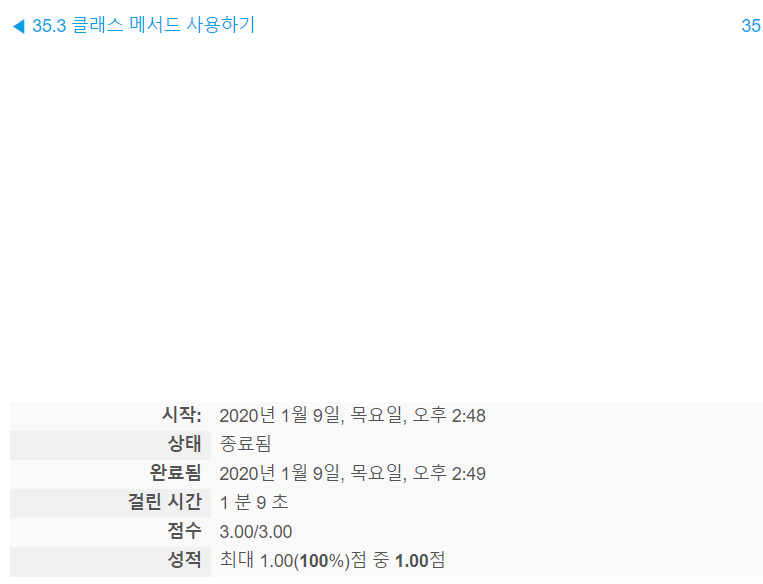 ◀ 35.3 클래스 메서드 사용하기
35.
시작: 2020년 1월 9일, 목요일, 오후 2:48
상태 종료됨
완료됨 2020년 1월 9일, 목요일, 오후 2:49
걸린 시간 1 분 9 초
점수 3.00/3.00
성적 최대 1.00(100%)점 중 1.00점